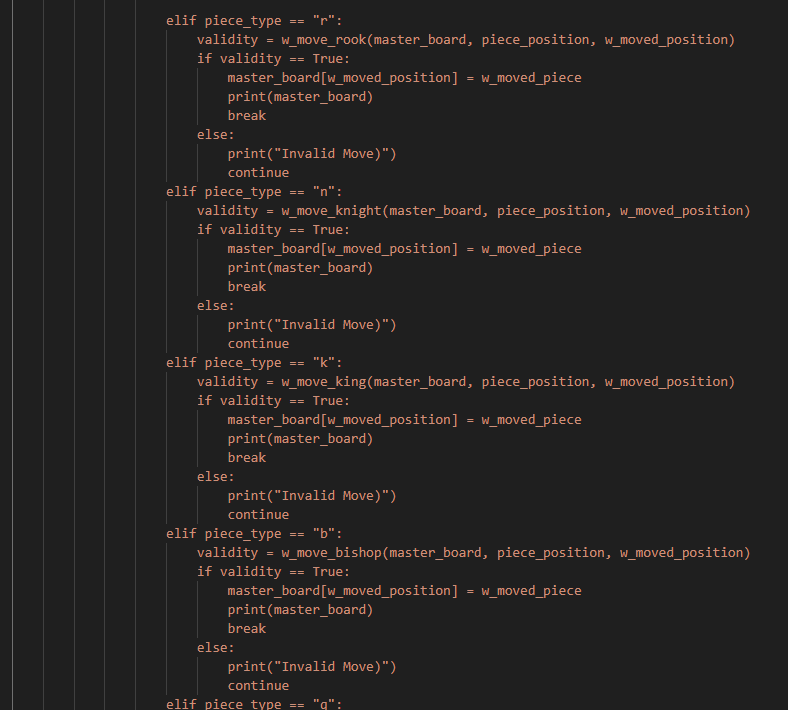 elif piece_type == "r":
validity = w_move_rook(master_board, piece_position, w_moved_position)
if validity == True:
master_board[w_moved_position] = w_moved_piece
print(master_board)
break
else:
print("Invalid Move)")
continue
elif piece_type == "n":
validity = w_move_knight(master_board, piece_position, w_moved_position)
if validity == True:
master_board[w_moved_position] = w_moved_piece
print(master_board)
break
else:
print("Invalid Move)")
continue
elif piece_type == "k":
validity = w_move_king(master_board, piece_position, w_moved_position)
if validity == True:
master_board[w_moved_position] = w_moved_piece
print(master_board)
break
else:
print("Invalid Move)")
continue
elif piece_type == "b":
validity = w_move_bishop(master_board, piece_position, w_moved_position)
if validity == True:
master_board[w_moved_position] = w_moved_piece
print(master_board)
break
else:
print("Invalid Move)")
continue
elif piece_type == "q":